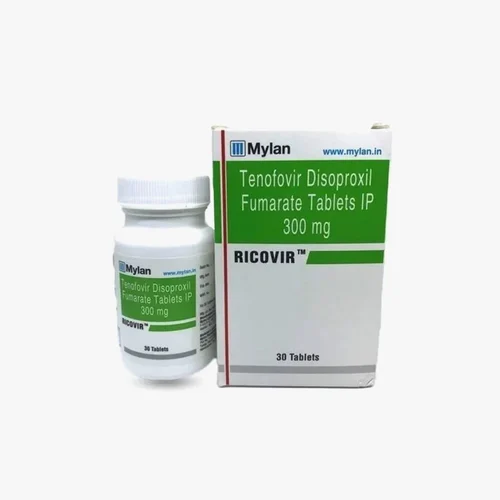 Mylan
www.mylan.in
Tenofovir Disoproxil
Fumarate Tablets IP
300 mg
RICOVIR™
30 Tablets
Mylan
www.mylan.in
Tenofovir Disoproxil
Fumarate Tablets IP
300 mg
RICOVIR™
30 Tablets